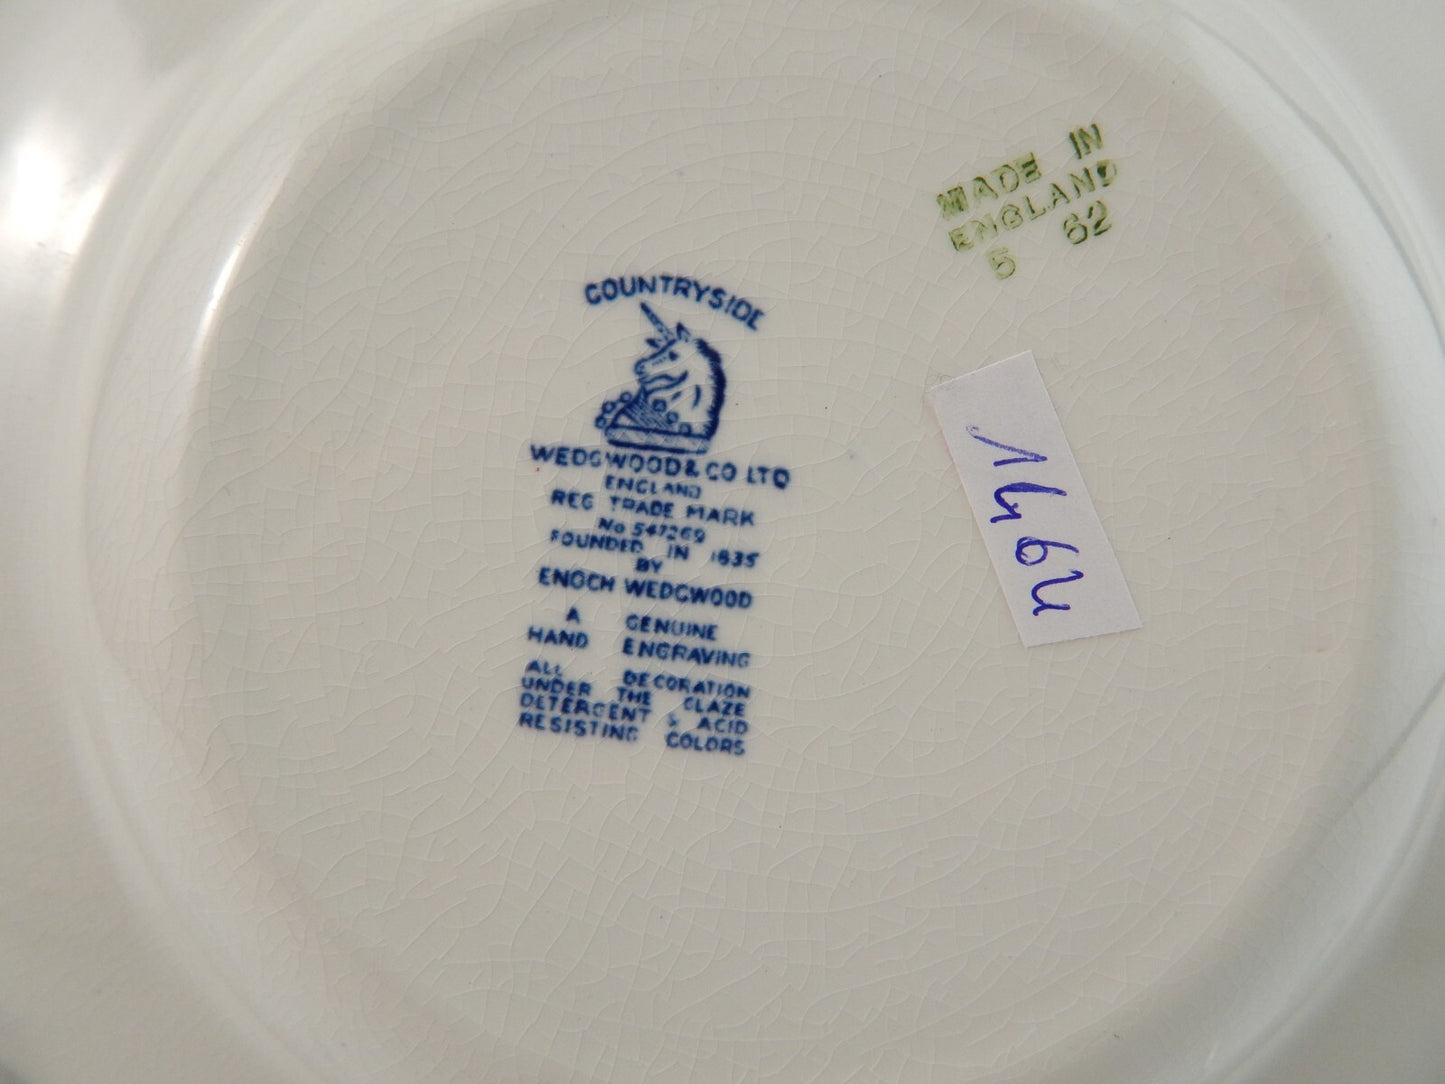 MADE IN
ENGLAND
5 62
COUNTRYSIDE
WEDGWOOD & CO LTD
ENGLAND
REG TRADE MARK
No 547269
FOUNDED IN 1835
BY
ENOCH WEDGWOOD
A GENUINE
HAND ENGRAVING
ALL DECORATION
UNDER THE GLAZE
DETERGENT & ACID
RESISTING COLORS